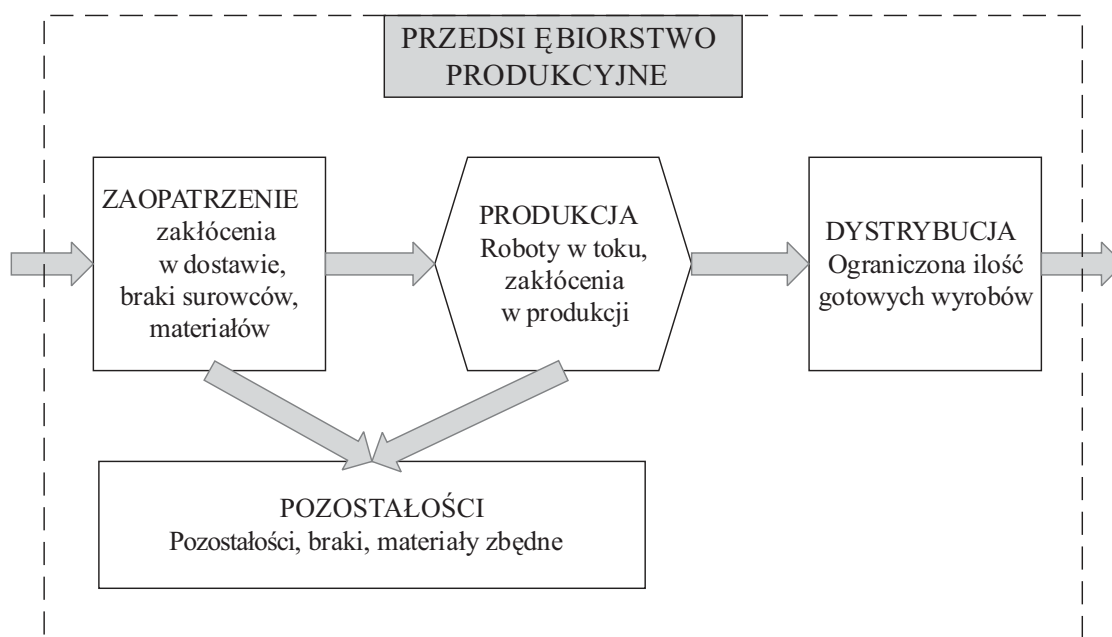 PRZEDSI ĘBIORSTWO
PRODUKCYJNE
ZAOPATRZENIE
zakłócenia
w dostawie,
braki surowców,
materiałów
PRODUKCJA
Roboty w toku,
zakłócenia
w produkcji
DYSTRYBUCJA
Ograniczona ilość
gotowych wyrobów
POZOSTAŁOŚCI
Pozostałości, braki, materiały zbędne